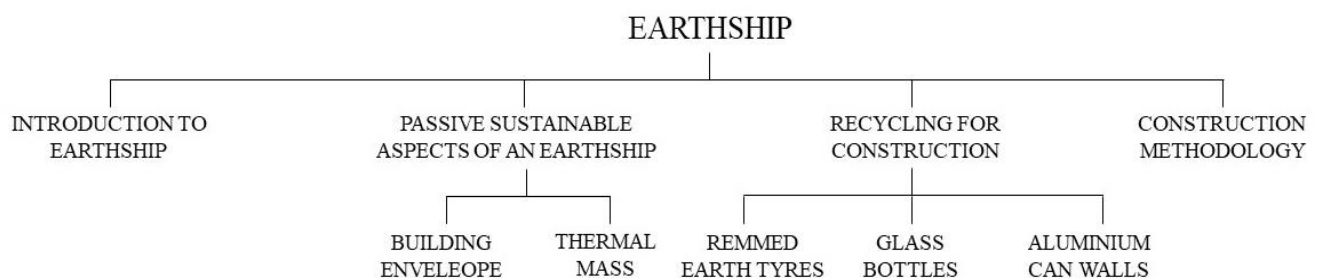 EARTHSHIP
INTRODUCTION TO
EARTHSHIP
PASSIVE SUSTAINABLE
ASPECTS OF AN EARTHSHIP
RECYCLING FOR
CONSTRUCTION
CONSTRUCTION
METHODOLOGY
BUILDING
ENVELEOPE
THERMAL
MASS
REMMED
EARTH TYRES
GLASS
BOTTLES
ALUMINIUM
CAN WALLS